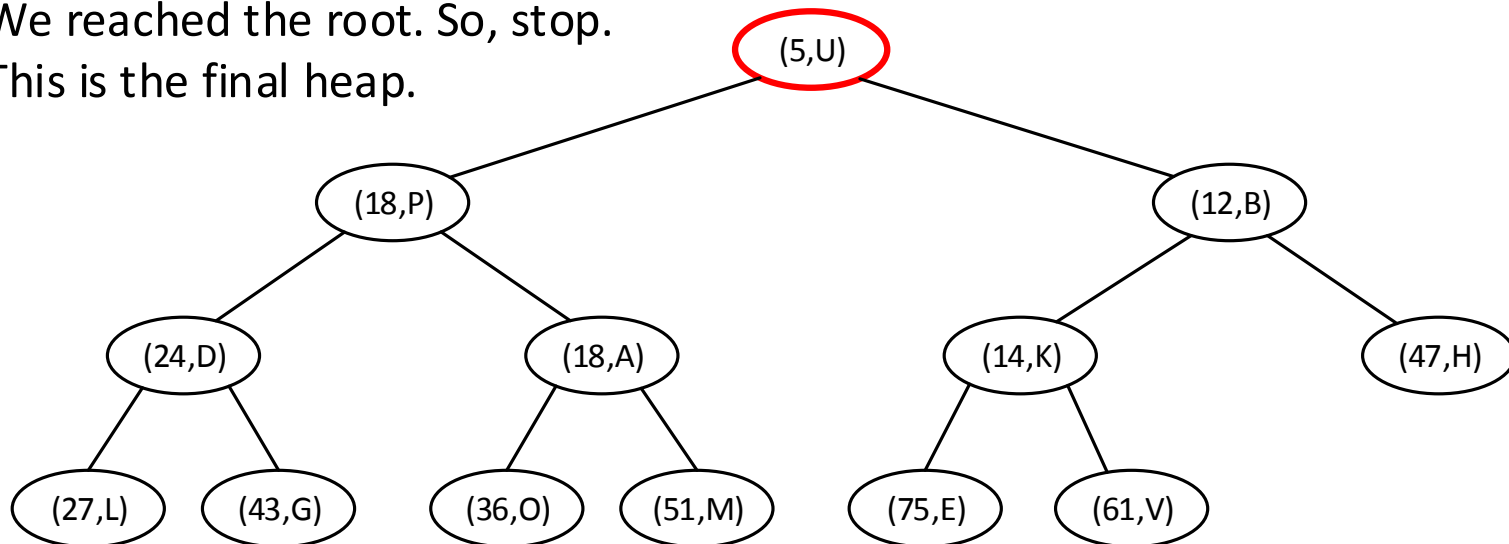 We reached the root. So, stop.
This is the final heap.
(5,U)
(18,P) (12,B)
(24,D) (18,A) (14,K) (47,H)
(27,L) (43,G) (36,O) (51,M) (75,E) (61,V)